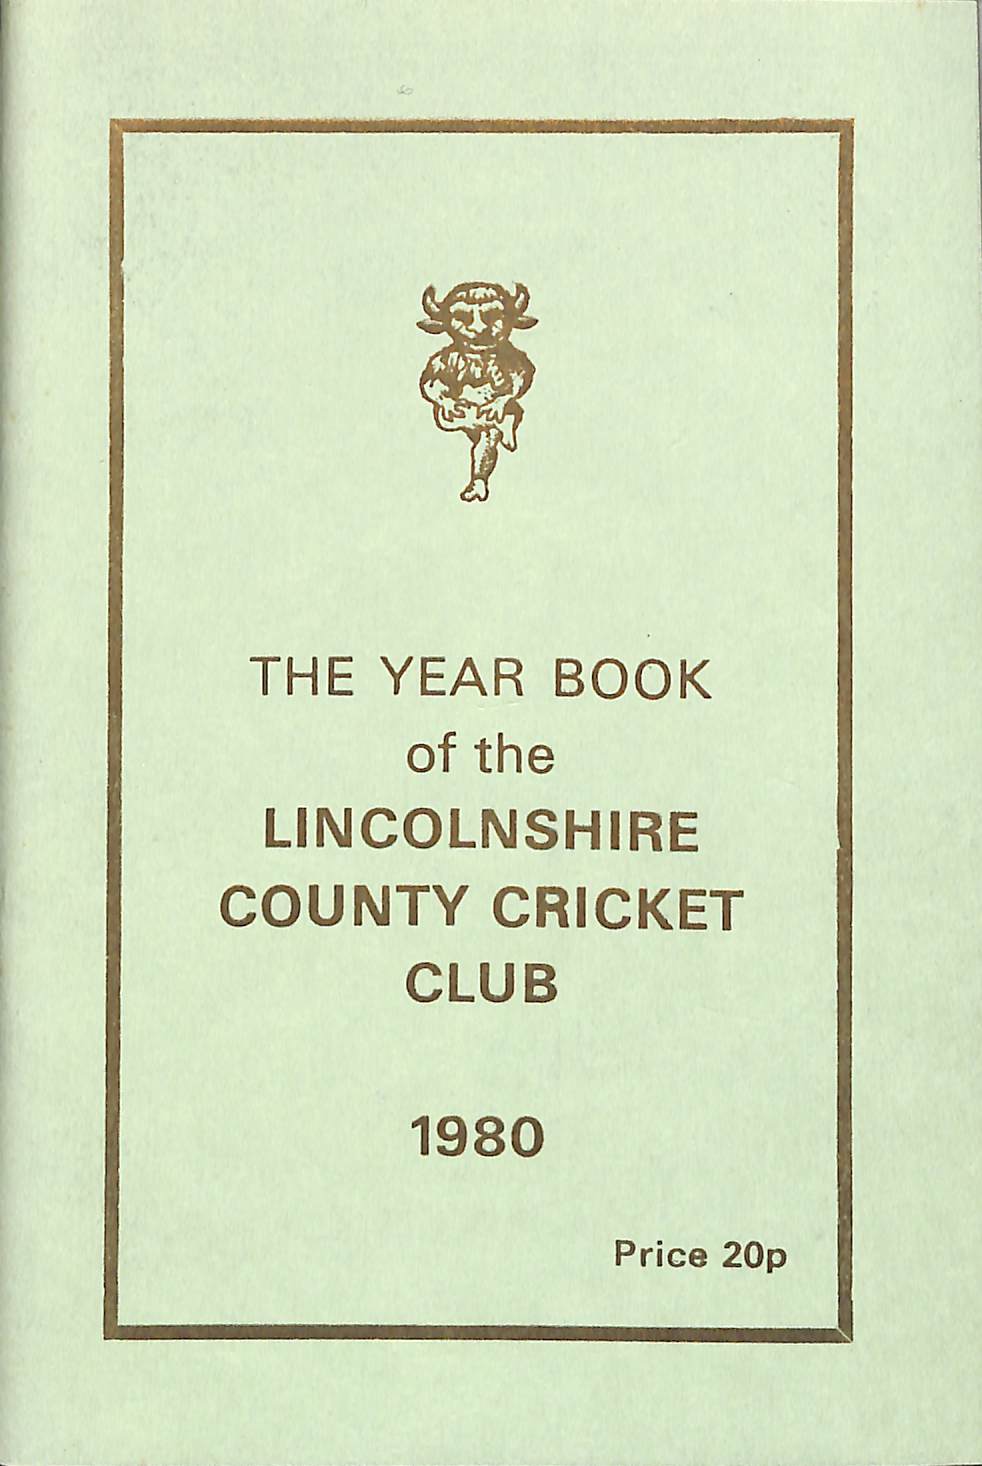 THE YEAR BOOK
of the
LINCOLNSHIRE
COUNTY CRICKET
CLUB
1980
Price 20p